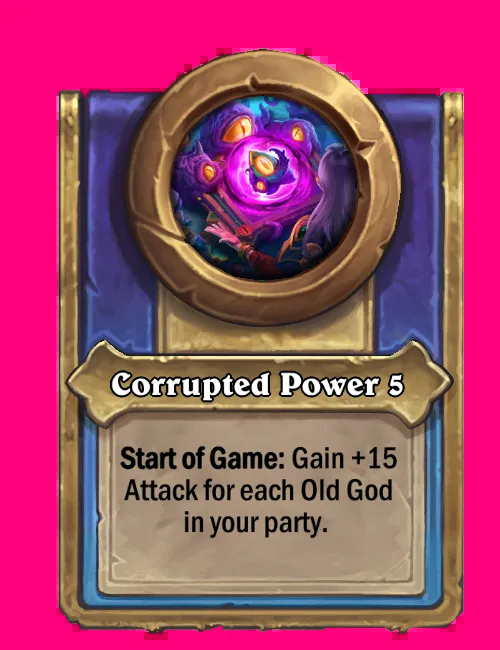 Corrupted Power 5
Start of Game: Gain +15
Attack for each Old God
in your party.